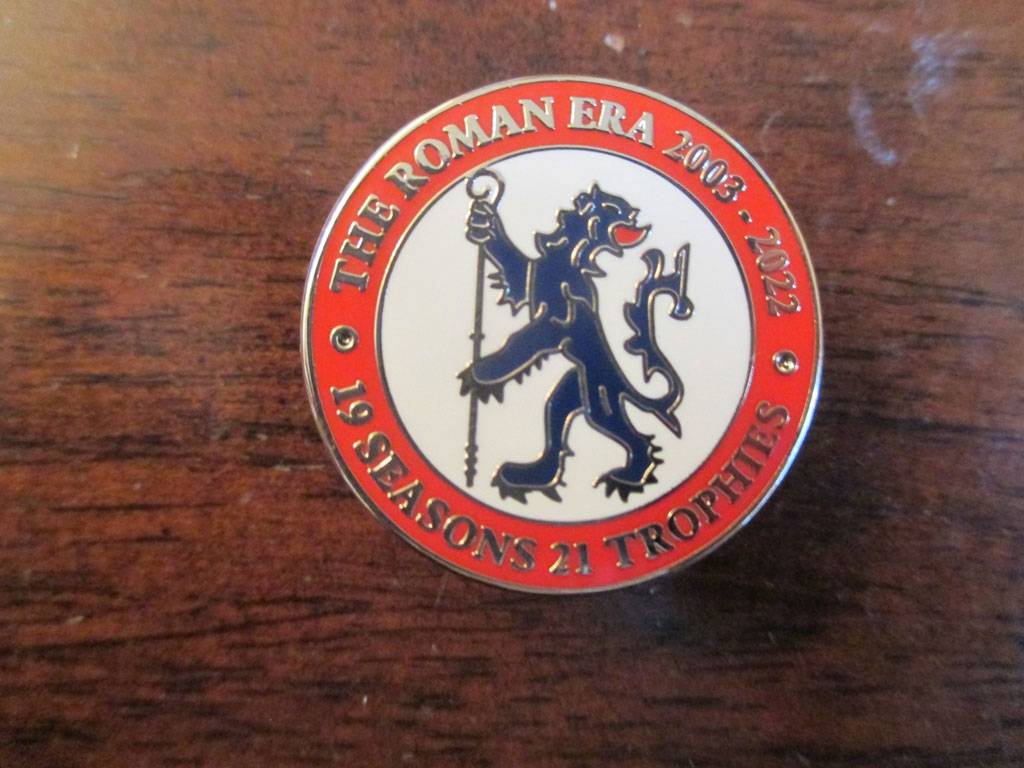 THE ROMAN ERA 2003 - 2022
19 SEASONS 21 TROPHIES